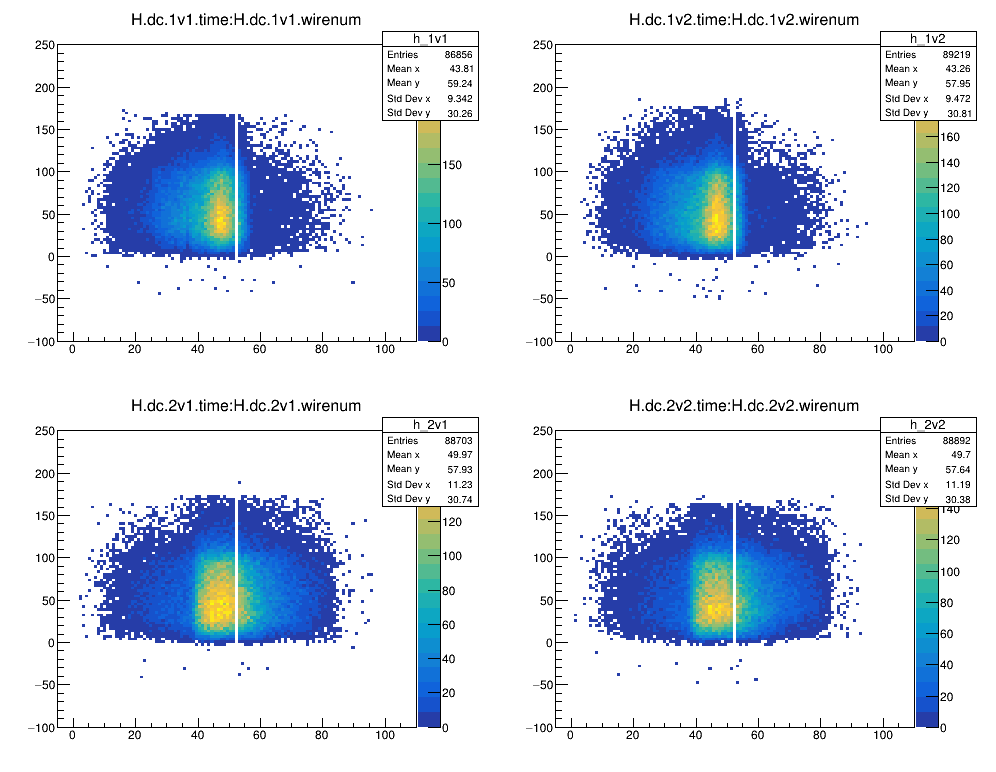 H.dc.1v1.time:H.dc.1v1.wirenum
h_1v1
Entries 86856
Mean x 43.81
Mean y 59.24
Std Dev x 9.342
Std Dev y 30.26
250
200
150
100
50
0
−50
−100
0 20 40 60 80 100
150
100
50
0
H.dc.1v2.time:H.dc.1v2.wirenum
h_1v2
Entries 89219
Mean x 43.26
Mean y 57.95
Std Dev x 9.472
Std Dev y 30.81
250
200
150
100
50
0
−50
−100
0 20 40 60 80 100
160
140
120
100
80
60
40
20
0
H.dc.2v1.time:H.dc.2v1.wirenum
h_2v1
Entries 88703
Mean x 49.97
Mean y 57.93
Std Dev x 11.23
Std Dev y 30.74
250
200
150
100
50
0
−50
−100
0 20 40 60 80 100
120
100
80
60
40
20
0
H.dc.2v2.time:H.dc.2v2.wirenum
h_2v2
Entries 88892
Mean x 49.7
Mean y 57.64
Std Dev x 11.19
Std Dev y 30.38
250
200
150
100
50
0
−50
−100
0 20 40 60 80 100
140
120
100
80
60
40
20
0